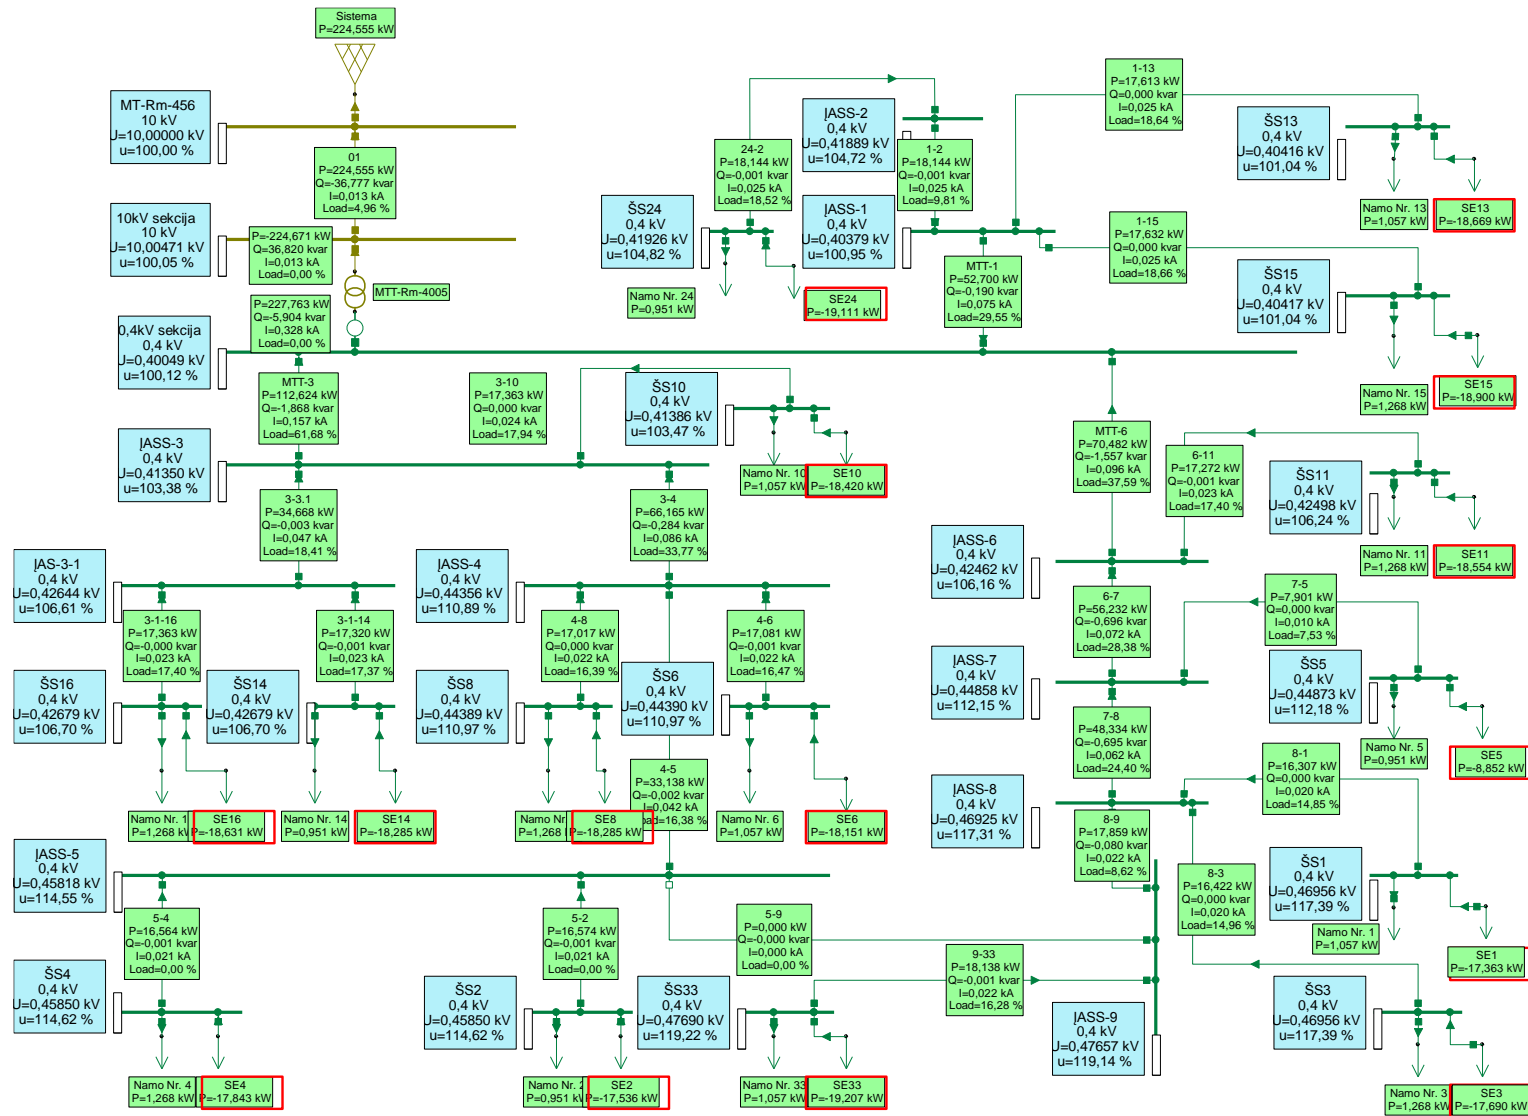 Sistema
P=224,555 kW
MT-Rm-456
10 kV
U=10,00000 kV
u=100,00 %
01
P=224,555 kW
Q=-36,777 kvar
I=0,013 kA
Load=4,96 %
10kV sekcija
10 kV
U=10,00471 kV
u=100,05 %
P=-224,671 kW
Q=36,820 kvar
I=0,013 kA
Load=0,00 %
MTT-Rm-4005
P=227,763 kW
Q=-5,904 kvar
I=0,328 kA
Load=0,00 %
0,4kV sekcija
0,4 kV
U=0,40049 kV
u=100,12 %
24-2
P=18,144 kW
Q=-0,001 kvar
I=0,025 kA
Load=18,52 %
ĮASS-2
0,4 kV
U=0,41889 kV
u=104,72 %
1-2
P=18,144 kW
Q=-0,001 kvar
I=0,025 kA
Load=9,81 %
1-13
P=17,613 kW
Q=0,000 kvar
I=0,025 kA
Load=18,64 %
ŠS13
0,4 kV
U=0,40416 kV
u=101,04 %
Namo Nr. 13
P=1,057 kW
SE13
P=-18,669 kW
ŠS24
0,4 kV
U=0,41926 kV
u=104,82 %
ĮASS-1
0,4 kV
U=0,40379 kV
u=100,95 %
1-15
P=17,632 kW
Q=0,000 kvar
I=0,025 kA
Load=18,66 %
MTT-1
P=52,700 kW
Q=-0,190 kvar
I=0,075 kA
Load=29,55 %
Namo Nr. 24
P=0,951 kW
SE24
P=-19,111 kW
ŠS15
0,4 kV
U=0,40417 kV
u=101,04 %
Namo Nr. 15
P=1,268 kW
SE15
P=-18,900 kW
MTT-3
P=112,624 kW
Q=-1,868 kvar
I=0,157 kA
Load=61,68 %
3-10
P=17,363 kW
Q=0,000 kvar
I=0,024 kA
Load=17,94 %
ŠS10
0,4 kV
U=0,41386 kV
u=103,47 %
Namo Nr. 10
P=1,057 kW
SE10
P=-18,420 kW
ĮASS-3
0,4 kV
U=0,41350 kV
u=103,38 %
MTT-6
P=70,482 kW
Q=-1,557 kvar
I=0,096 kA
Load=37,59 %
6-11
P=17,272 kW
Q=-0,001 kvar
I=0,023 kA
Load=17,40 %
ŠS11
0,4 kV
U=0,42498 kV
u=106,24 %
Namo Nr. 11
P=1,268 kW
SE11
P=-18,554 kW
3-3.1
P=34,668 kW
Q=-0,003 kvar
I=0,047 kA
Load=18,41 %
3-4
P=66,165 kW
Q=-0,284 kvar
I=0,086 kA
Load=33,77 %
ĮAS-3-1
0,4 kV
U=0,42644 kV
u=106,61 %
ĮASS-4
0,4 kV
U=0,44356 kV
u=110,89 %
ĮASS-6
0,4 kV
U=0,42462 kV
u=106,16 %
3-1-16
P=17,363 kW
Q=-0,000 kvar
I=0,023 kA
Load=17,40 %
3-1-14
P=17,320 kW
Q=-0,001 kvar
I=0,023 kA
Load=17,37 %
4-8
P=17,017 kW
Q=0,000 kvar
I=0,022 kA
Load=16,39 %
4-6
P=17,081 kW
Q=-0,001 kvar
I=0,022 kA
Load=16,47 %
6-7
P=56,232 kW
Q=-0,696 kvar
I=0,072 kA
Load=28,38 %
7-5
P=7,901 kW
Q=0,000 kvar
I=0,010 kA
Load=7,53 %
ŠS16
0,4 kV
U=0,42679 kV
u=106,70 %
ŠS14
0,4 kV
U=0,42679 kV
u=106,70 %
ŠS8
0,4 kV
U=0,44389 kV
u=110,97 %
ŠS6
0,4 kV
U=0,44390 kV
u=110,97 %
ĮASS-7
0,4 kV
U=0,44858 kV
u=112,15 %
ŠS5
0,4 kV
U=0,44873 kV
u=112,18 %
Namo Nr. 5
P=0,951 kW
SE5
P=-8,852 kW
7-8
P=48,334 kW
Q=-0,695 kvar
I=0,062 kA
Load=24,40 %
8-1
P=16,307 kW
Q=0,000 kvar
I=0,020 kA
Load=14,85 %
4-5
P=33,138 kW
Q=-0,002 kvar
I=0,042 kA
ad=16,38 %
Namo Nr. 1
P=1,268 kW
SE16
P=-18,631 kW
Namo Nr. 14
P=0,951 kW
SE14
P=-18,285 kW
Namo Nr.
P=1,268
SE8
P=-18,285 kW
Namo Nr. 6
P=1,057 kW
SE6
P=-18,151 kW
ĮASS-8
0,4 kV
U=0,46925 kV
u=117,31 %
8-9
P=17,859 kW
Q=-0,080 kvar
I=0,022 kA
Load=8,62 %
8-3
P=16,422 kW
Q=0,000 kvar
I=0,020 kA
Load=14,96 %
ŠS1
0,4 kV
U=0,46956 kV
u=117,39 %
Namo Nr. 1
P=1,057 kW
SE1
P=-17,363 kW
ĮASS-5
0,4 kV
U=0,45818 kV
u=114,55 %
5-4
P=16,564 kW
Q=-0,001 kvar
I=0,021 kA
Load=0,00 %
5-2
P=16,574 kW
Q=-0,001 kvar
I=0,021 kA
Load=0,00 %
5-9
P=0,000 kW
Q=-0,000 kvar
I=0,000 kA
Load=0,00 %
9-33
P=18,138 kW
Q=-0,001 kvar
I=0,022 kA
Load=16,28 %
ŠS4
0,4 kV
U=0,45850 kV
u=114,62 %
ŠS2
0,4 kV
U=0,45850 kV
u=114,62 %
ŠS33
0,4 kV
U=0,47690 kV
u=119,22 %
ĮASS-9
0,4 kV
U=0,47657 kV
u=119,14 %
ŠS3
0,4 kV
U=0,46956 kV
u=117,39 %
Namo Nr. 4
P=1,268 kW
SE4
P=-17,843 kW
Namo Nr. 2
P=0,951 kW
SE2
P=-17,536 kW
Namo Nr. 33
P=1,057 kW
SE33
P=-19,207 kW
Namo Nr. 3
P=1,268 kW
SE3
P=-17,690 kW